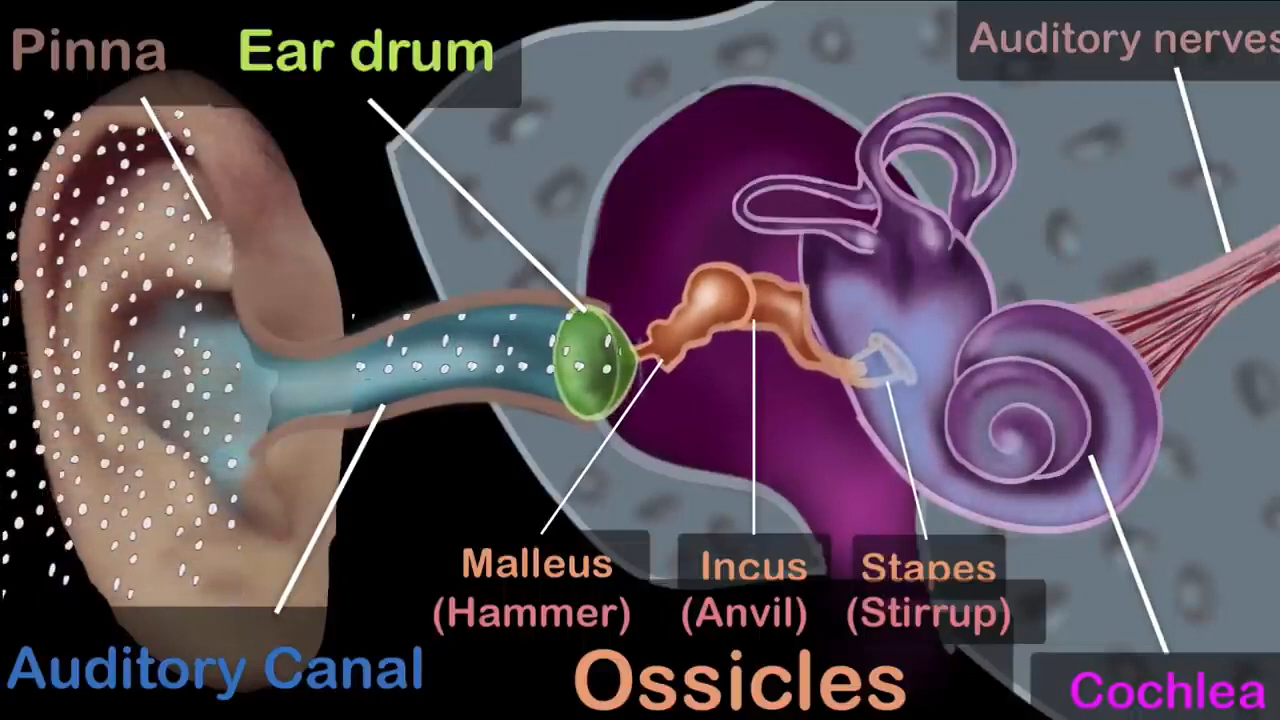 Pinna
Ear drum
Auditory nerves
Malleus
(Hammer)
Incus
(Anvil)
Stapes
(Stirrup)
Auditory Canal
Ossicles
Cochlea